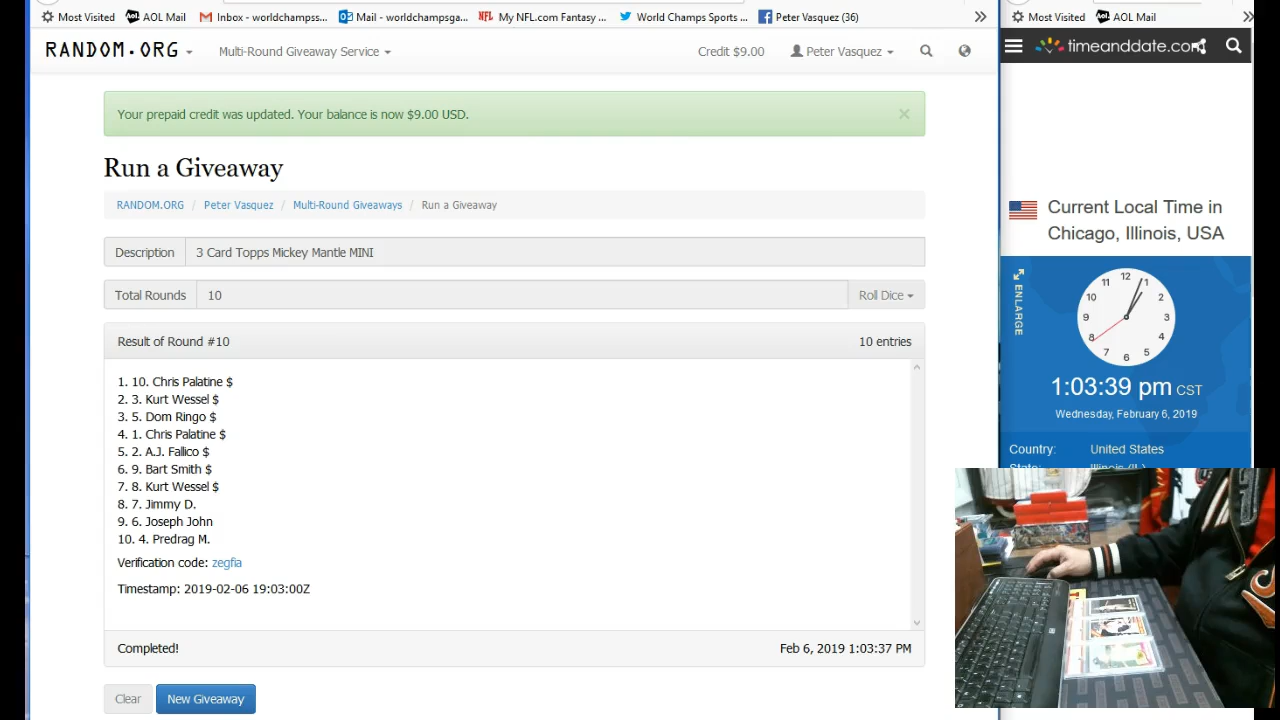 Most Visited AOL Mail Inbox - worldchampss... Mail - worldchampsga... My NFL.com Fantasy ... World Champs Sports ... Peter Vasquez (36) »
RANDOM.ORG Multi-Round Giveaway Service Credit $9.00 Peter Vasquez
Your prepaid credit was updated. Your balance is now $9.00 USD. ×
Run a Giveaway
RANDOM.ORG / Peter Vasquez / Multi-Round Giveaways / Run a Giveaway
Description 3 Card Topps Mickey Mantle MINI
Total Rounds 10 Roll Dice
Result of Round #10 10 entries
1. 10. Chris Palatine $
2. 3. Kurt Wessel $
3. 5. Dom Ringo $
4. 1. Chris Palatine $
5. 2. A.J. Fallico $
6. 9. Bart Smith $
7. 8. Kurt Wessel $
8. 7. Jimmy D.
9. 6. Joseph John
10. 4. Predrag M.
Verification code: zegfia
Timestamp: 2019-02-06 19:03:00Z
Completed! Feb 6, 2019 1:03:37 PM
Clear New Giveaway
Most Visited AOL Mail »
timeanddate.com
Current Local Time in
Chicago, Illinois, USA
ENLARGE
12 1 2 3 4 5 6 7 8 9 10 11
1:03:39 pm CST
Wednesday, February 6, 2019
Country: United States
State: Illinois (IL)